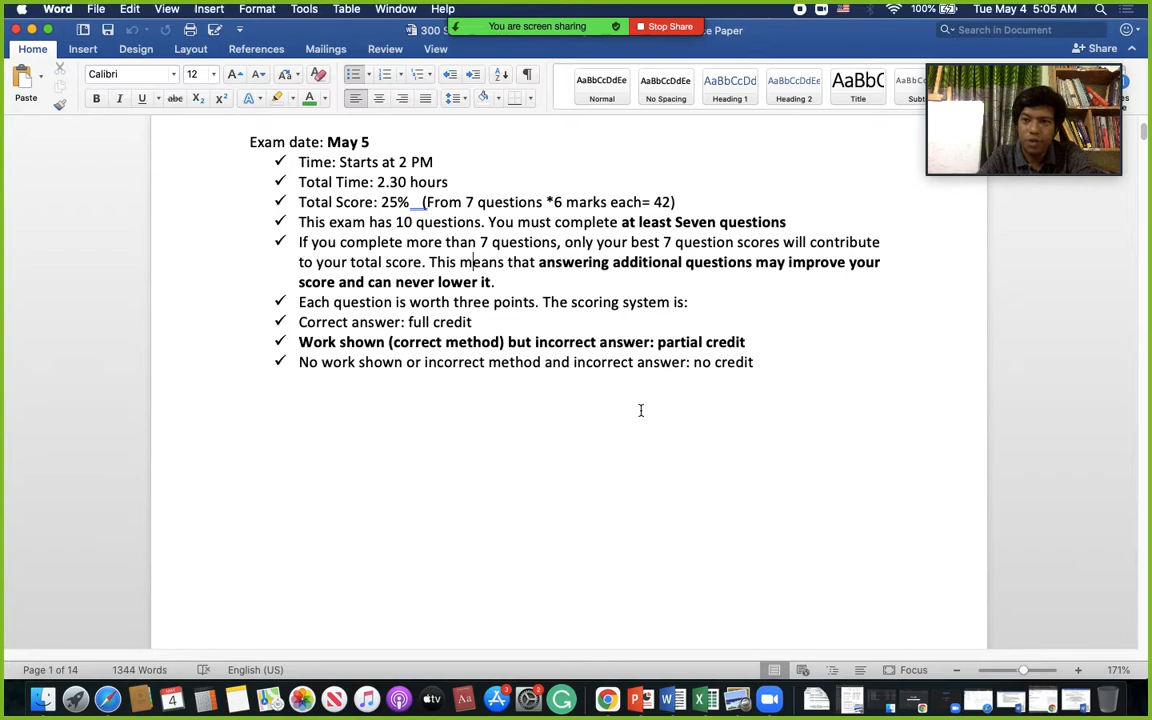 Word File Edit View Insert Format Tools Table Window Help 100% Tue May 4 5:05 AM
You are screen sharing Stop Share
300 S ce Paper Search in Document
Home Insert Design Layout References Mailings Review View Share
Paste Calibri 12 AaBbCcDdEe AaBbCcDdEe AaBbCcDd AaBbCcDdEe AaBbC AaBbCc
B I U abc X₂ X² A A Normal No Spacing Heading 1 Heading 2 Title
Exam date: May 5
✓ Time: Starts at 2 PM
✓ Total Time: 2.30 hours
✓ Total Score: 25% (From 7 questions *6 marks each= 42)
✓ This exam has 10 questions. You must complete at least Seven questions
✓ If you complete more than 7 questions, only your best 7 question scores will contribute
to your total score. This means that answering additional questions may improve your
score and can never lower it.
✓ Each question is worth three points. The scoring system is:
✓ Correct answer: full credit
✓ Work shown (correct method) but incorrect answer: partial credit
✓ No work shown or incorrect method and incorrect answer: no credit
Page 1 of 14 1344 Words English (US) Focus 171%